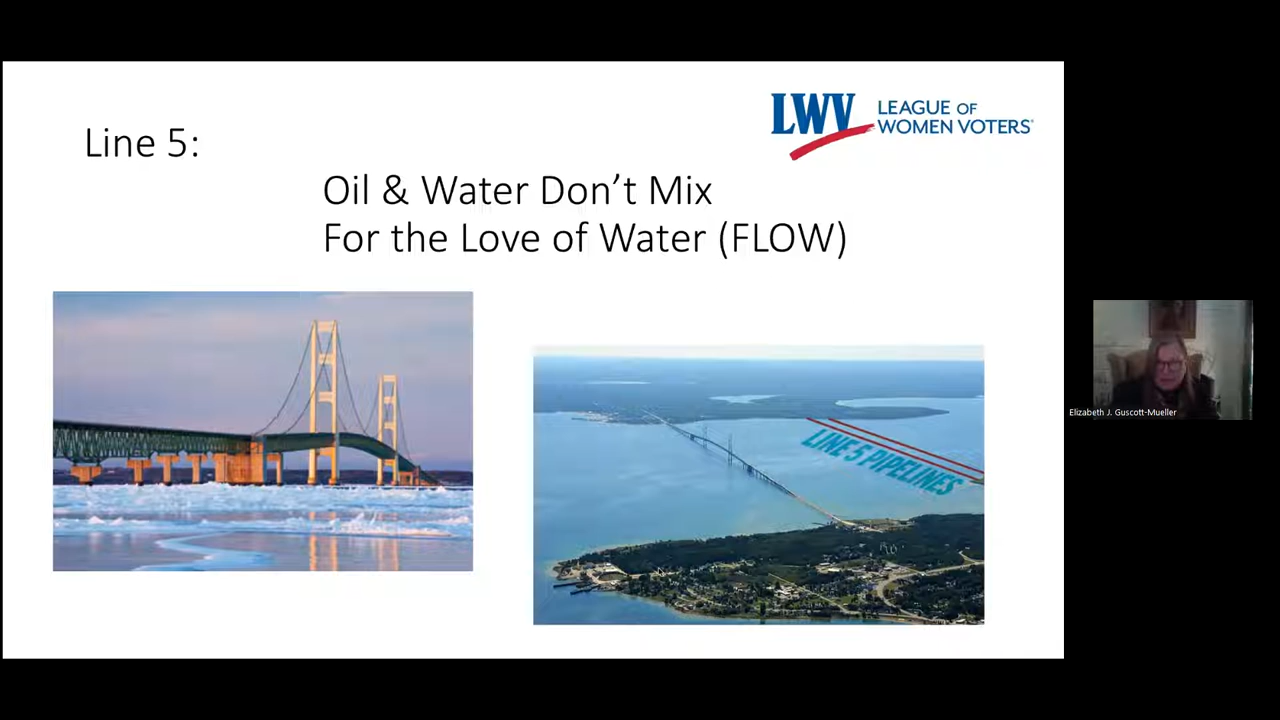 Line 5:
LWV LEAGUE OF
WOMEN VOTERS®
Oil & Water Don’t Mix
For the Love of Water (FLOW)
LINE 5 PIPELINES
Elizabeth J. Guscott-Mueller